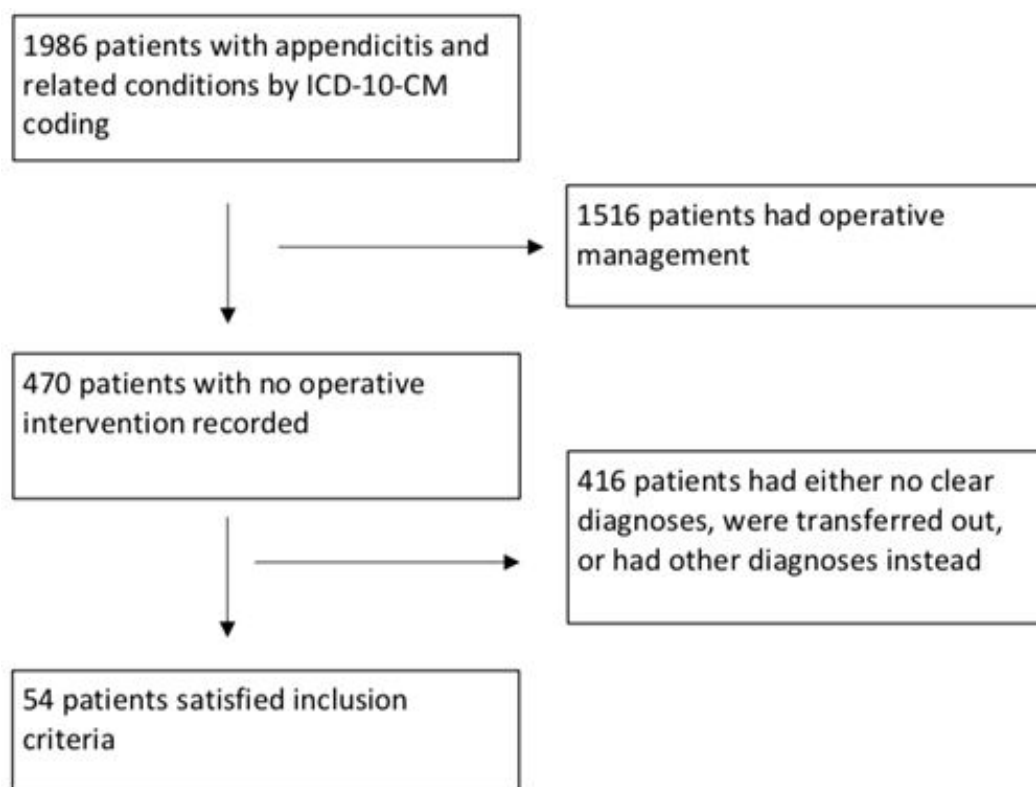 1986 patients with appendicitis and
related conditions by ICD-10-CM
coding
1516 patients had operative
management
470 patients with no operative
intervention recorded
416 patients had either no clear
diagnoses, were transferred out,
or had other diagnoses instead
54 patients satisfied inclusion
criteria